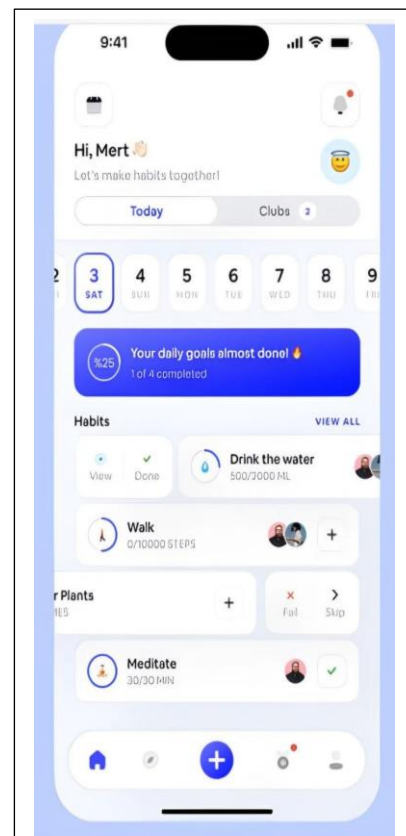 9:41
Hi, Mert
Let's make habits together!
Today
Clubs 2
2
3 SAT
4 SUN
5 MON
6 TUE
7 WED
8 THU
9
%25
Your daily goals almost done!
1 of 4 completed
Habits
VIEW ALL
View
Done
Drink the water
500/2000 ML
Walk
0/10000 STEPS
r Plants
MES
Fail
Skip
Meditate
30/30 MIN